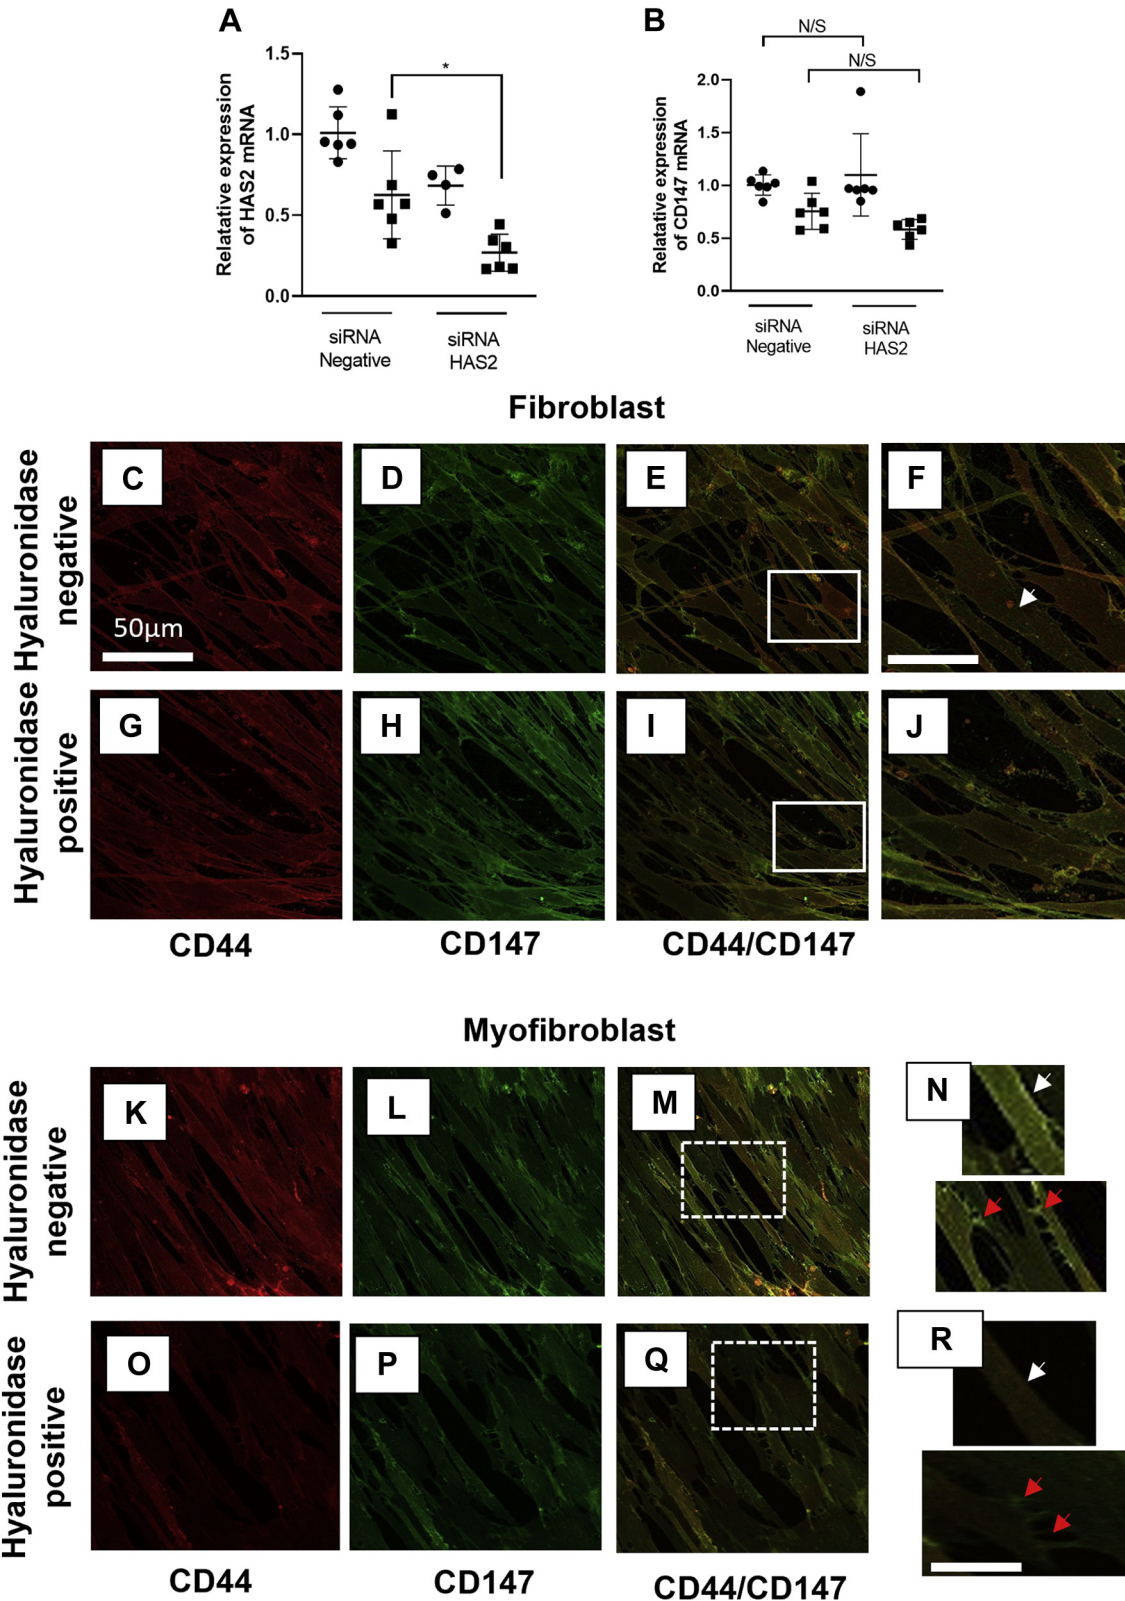 A
B
Relatative expression
of HAS2 mRNA
1.5
1.0
0.5
0.0
*
siRNA
Negative
siRNA
HAS2
Relatative expression
of CD147 mRNA
2.0
1.5
1.0
0.5
0.0
N/S
N/S
siRNA
Negative
siRNA
HAS2
Fibroblast
Hyaluronidase
negative
C
D
E
F
50µm
Hyaluronidase
positive
G
H
I
J
CD44
CD147
CD44/CD147
Myofibroblast
Hyaluronidase
negative
K
L
M
N
Hyaluronidase
positive
O
P
Q
R
CD44
CD147
CD44/CD147